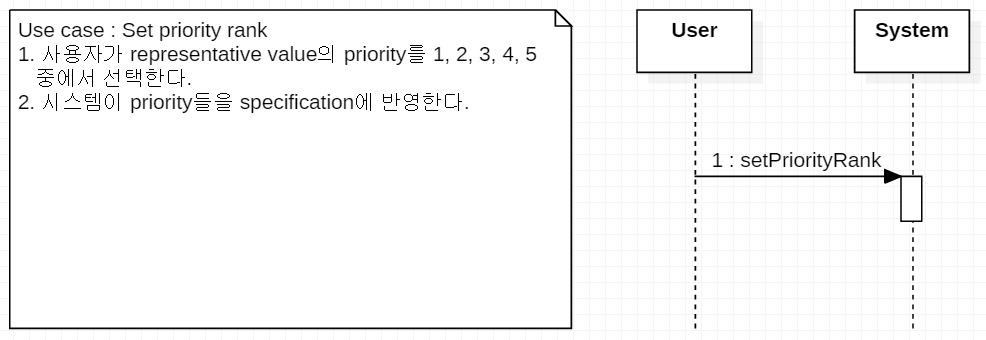 Use case : Set priority rank
1. 사용자가 representative value의 priority를 1, 2, 3, 4, 5
중에서 선택한다.
2. 시스템이 priority들을 specification에 반영한다.
User
System
1 : setPriorityRank